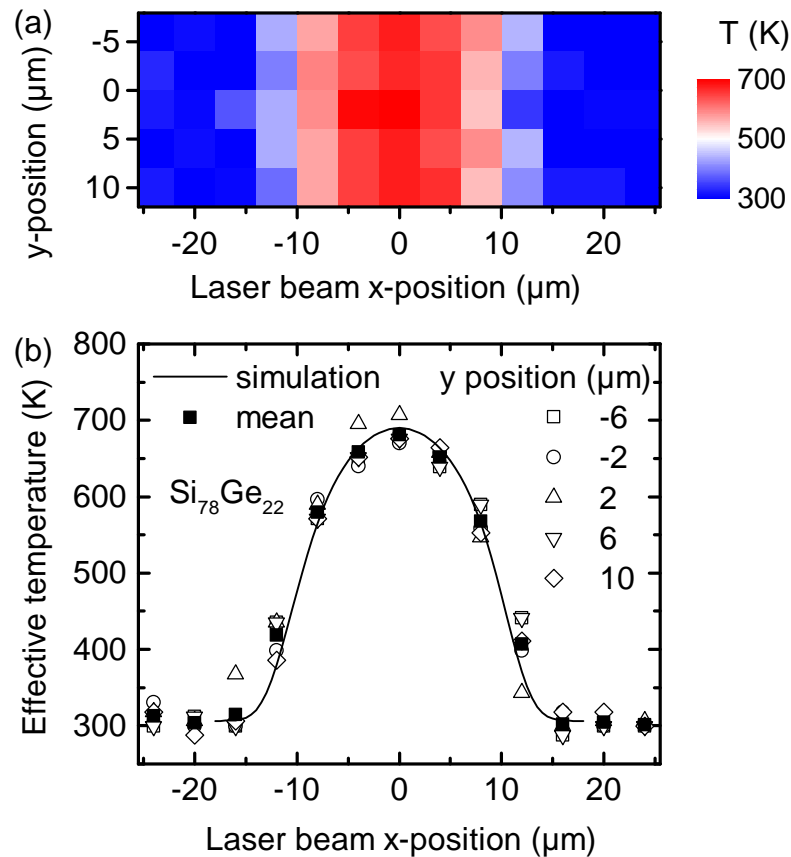 (a)
T (K)
700
500
300
-5
0
5
10
y-position (µm)
-20 -10 0 10 20
Laser beam x-position (µm)
(b)
800
700
600
500
400
300
Effective temperature (K)
simulation
mean
Si₇₈Ge₂₂
y position (µm)
-6
-2
2
6
10
-20 -10 0 10 20
Laser beam x-position (µm)